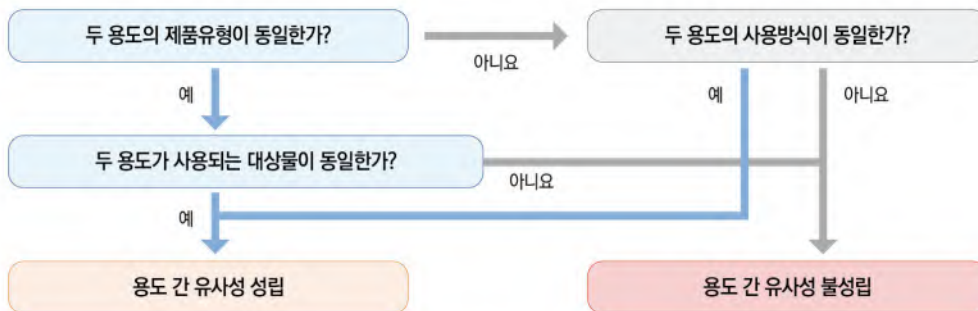 두 용도의 제품유형이 동일한가?
두 용도의 사용방식이 동일한가?
아니요
예
예
아니요
두 용도가 사용되는 대상물이 동일한가?
아니요
예
용도 간 유사성 성립
용도 간 유사성 불성립